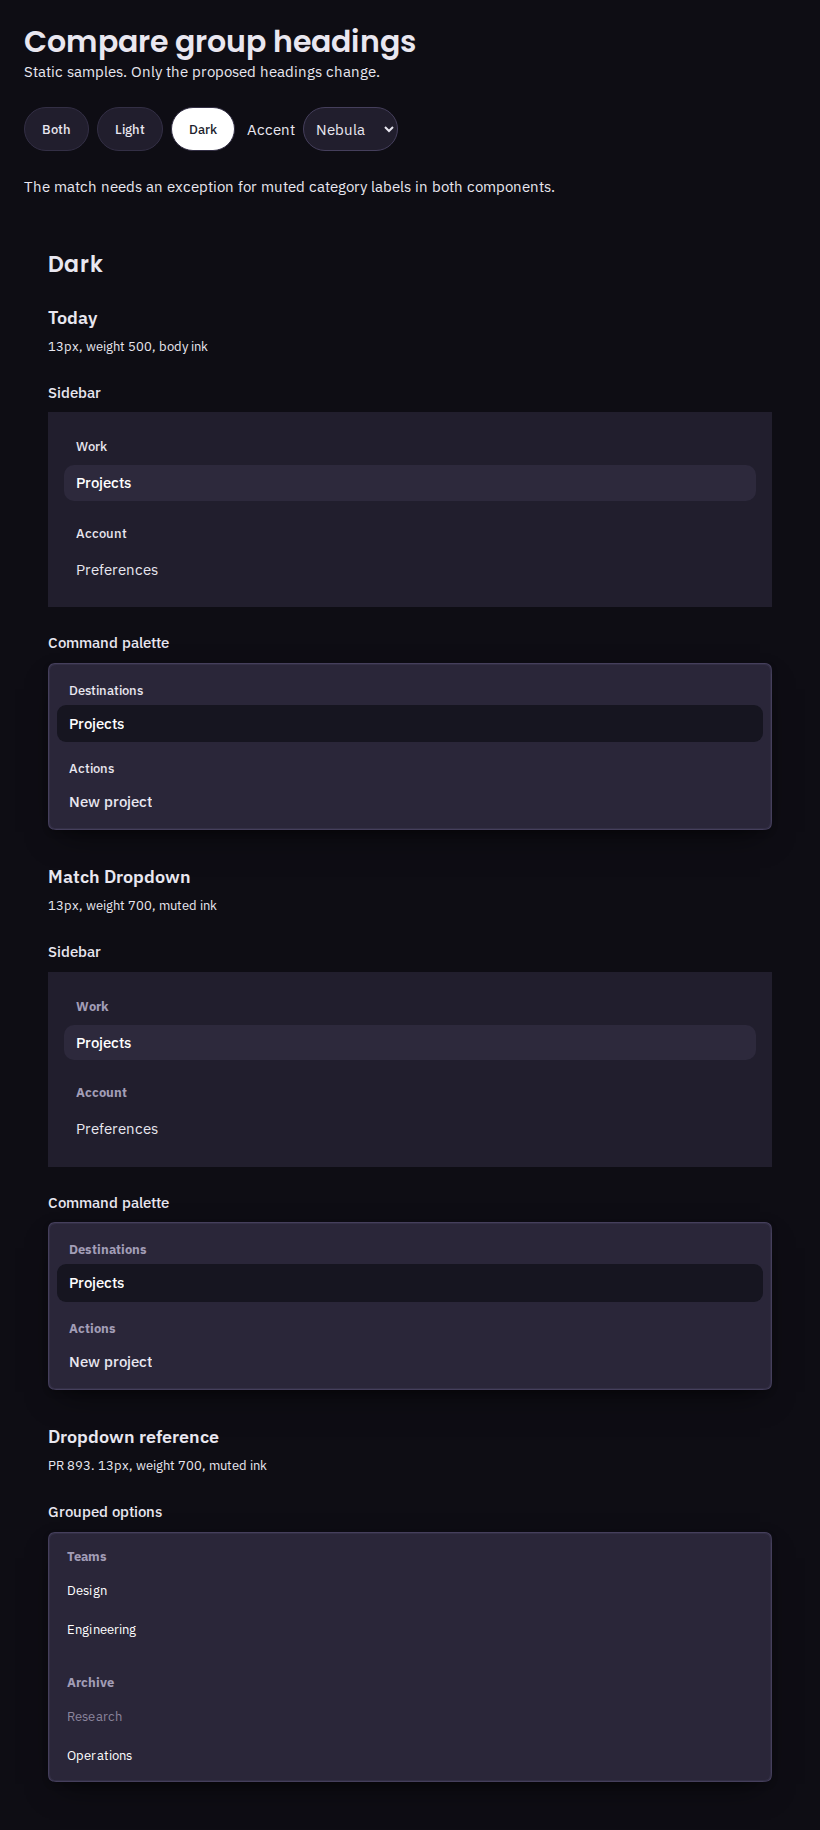 Compare group headings
Static samples. Only the proposed headings change.
Both Light Dark Accent Nebula
The match needs an exception for muted category labels in both components.
Dark
Today
13px, weight 500, body ink
Sidebar
Work
Projects
Account
Preferences
Command palette
Destinations
Projects
Actions
New project
Match Dropdown
13px, weight 700, muted ink
Sidebar
Work
Projects
Account
Preferences
Command palette
Destinations
Projects
Actions
New project
Dropdown reference
PR 893. 13px, weight 700, muted ink
Grouped options
Teams
Design
Engineering
Archive
Research
Operations